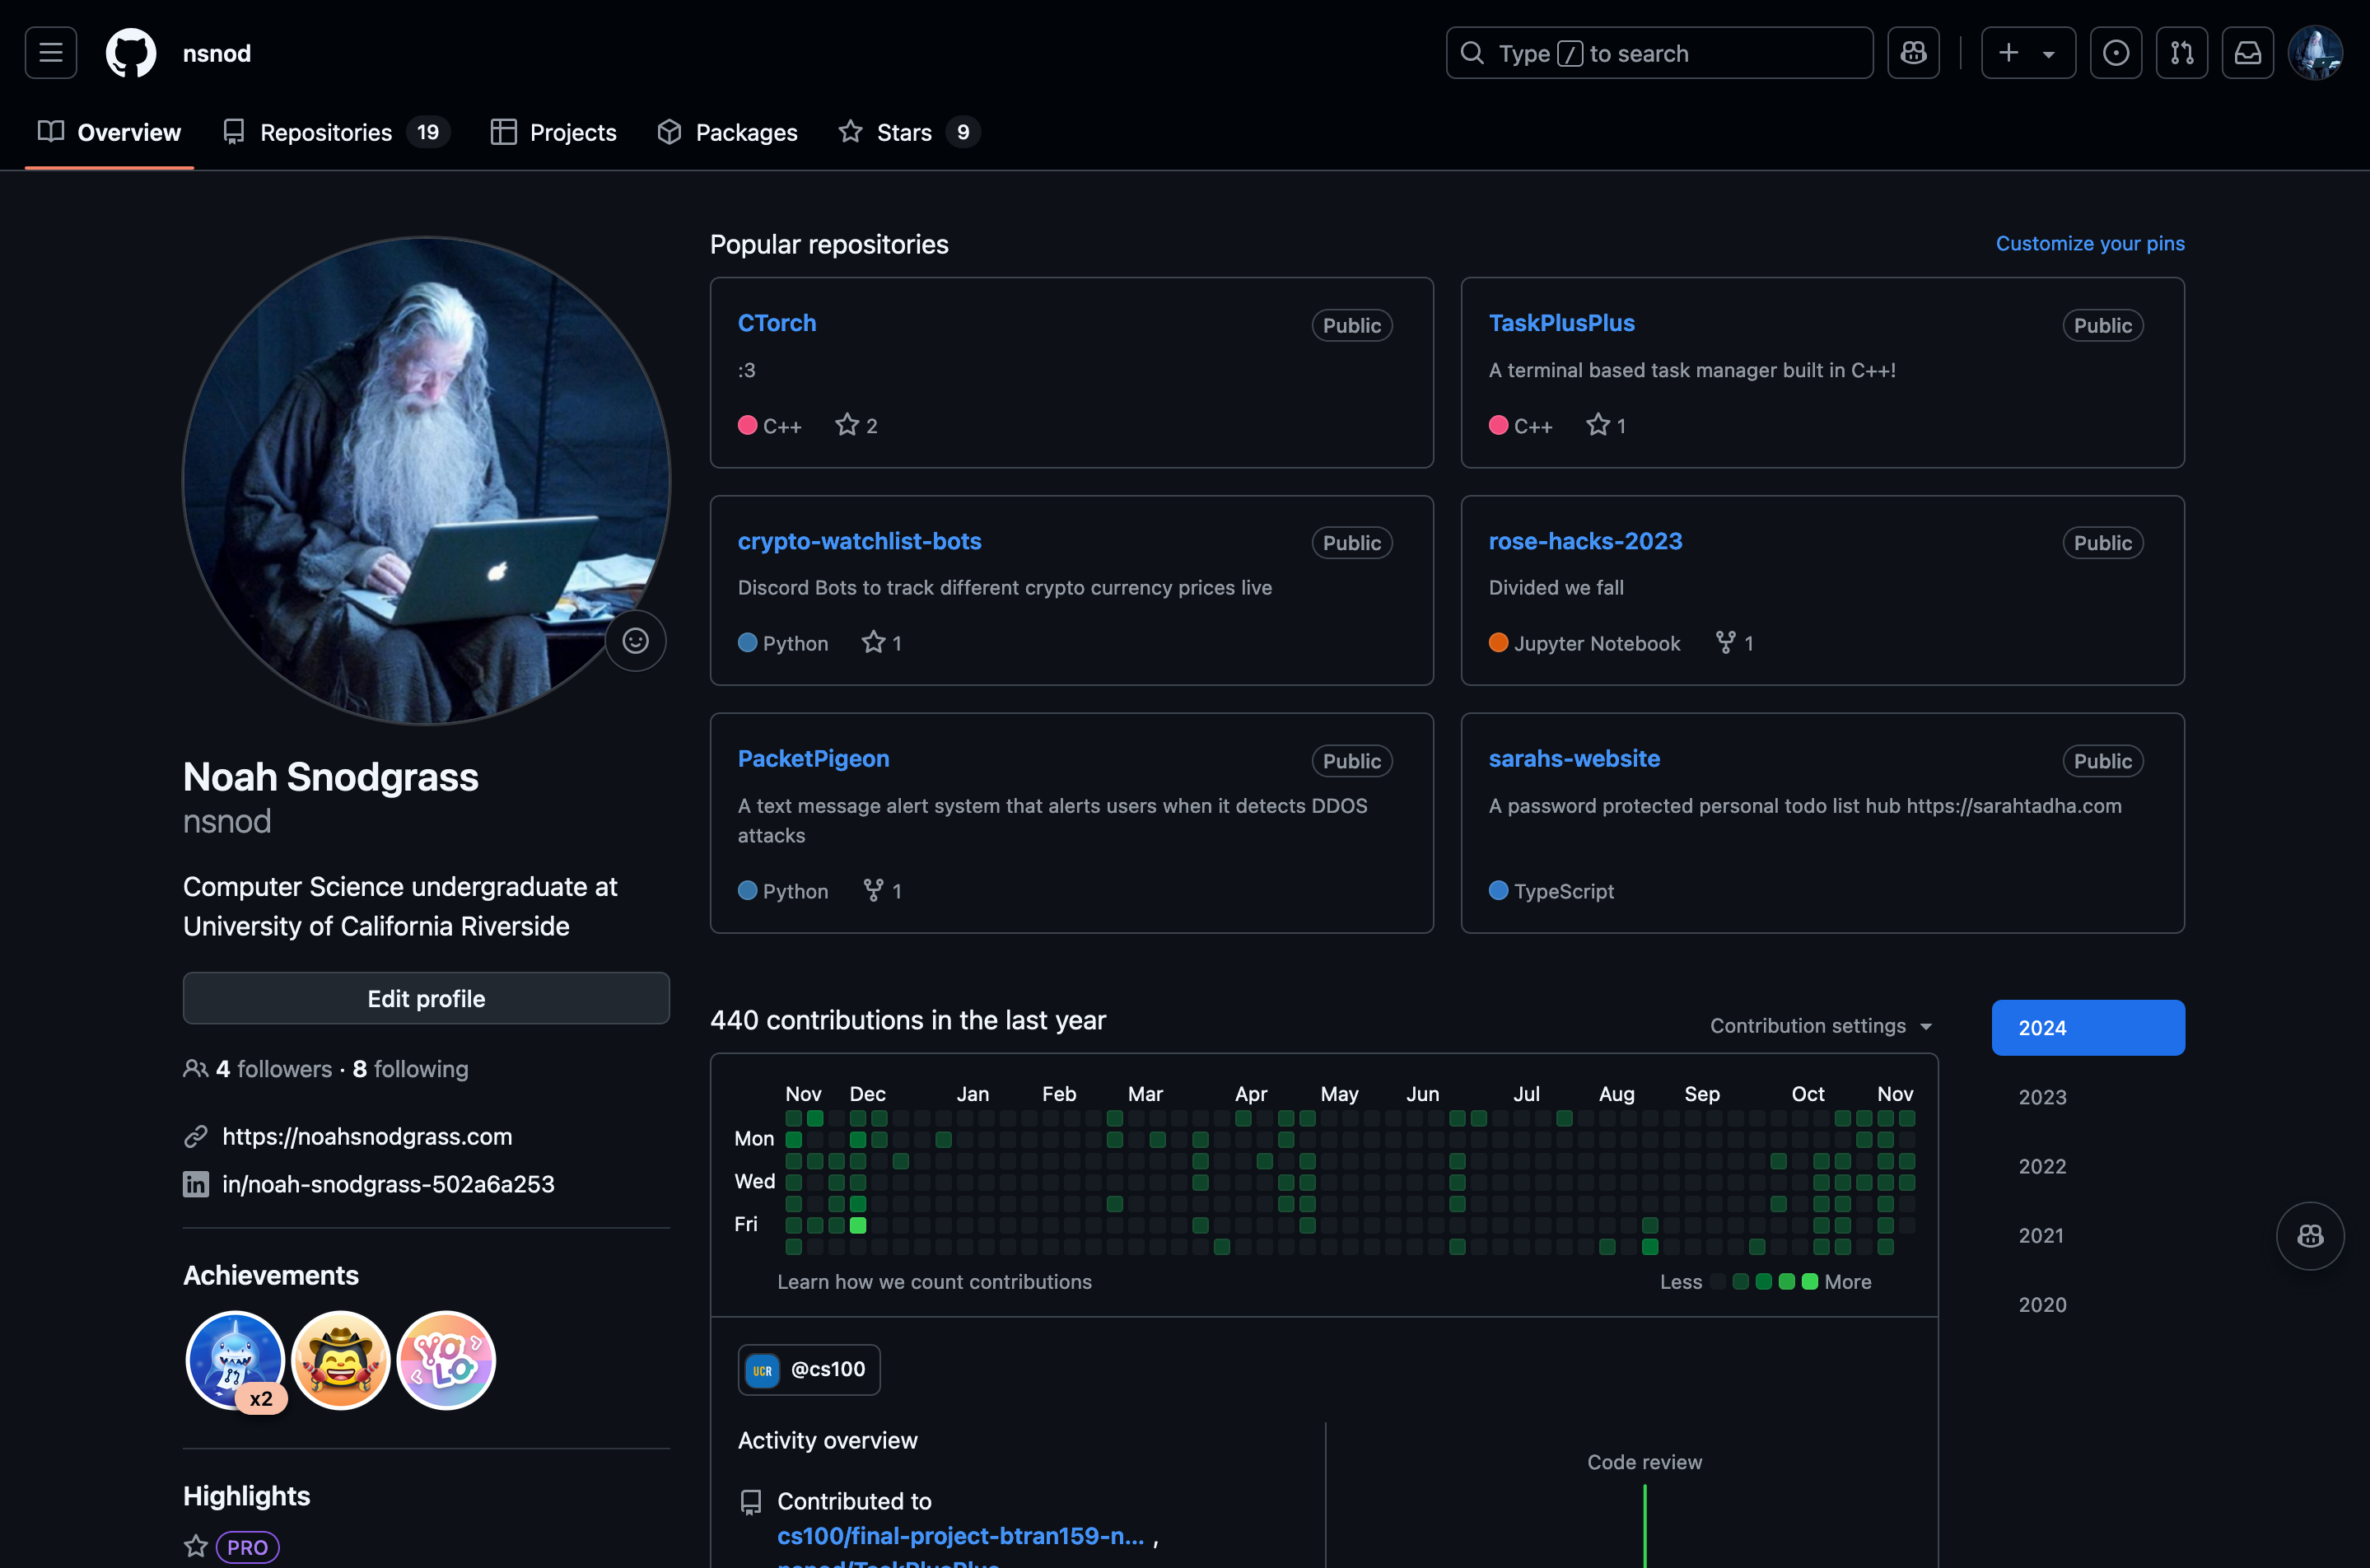 nsnod
Type / to search
Overview
Repositories 19
Projects
Packages
Stars 9
Noah Snodgrass
nsnod
Computer Science undergraduate at
University of California Riverside
Edit profile
4 followers · 8 following
https://noahsnodgrass.com
in/noah-snodgrass-502a6a253
Achievements
YOLO
x2
Highlights
PRO
Popular repositories
Customize your pins
CTorch
Public
:3
C++
2
TaskPlusPlus
Public
A terminal based task manager built in C++!
C++
1
crypto-watchlist-bots
Public
Discord Bots to track different crypto currency prices live
Python
1
rose-hacks-2023
Public
Divided we fall
Jupyter Notebook
1
PacketPigeon
Public
A text message alert system that alerts users when it detects DDOS
attacks
Python
1
sarahs-website
Public
A password protected personal todo list hub https://sarahtadha.com
TypeScript
440 contributions in the last year
Contribution settings
2024
2023
2022
2021
2020
Nov Dec Jan Feb Mar Apr May Jun Jul Aug Sep Oct Nov
Mon
Wed
Fri
Learn how we count contributions
Less
More
UCR
@cs100
Activity overview
Contributed to
cs100/final-project-btran159-n... ,
nsnod/TaskPlusPlus
Code review